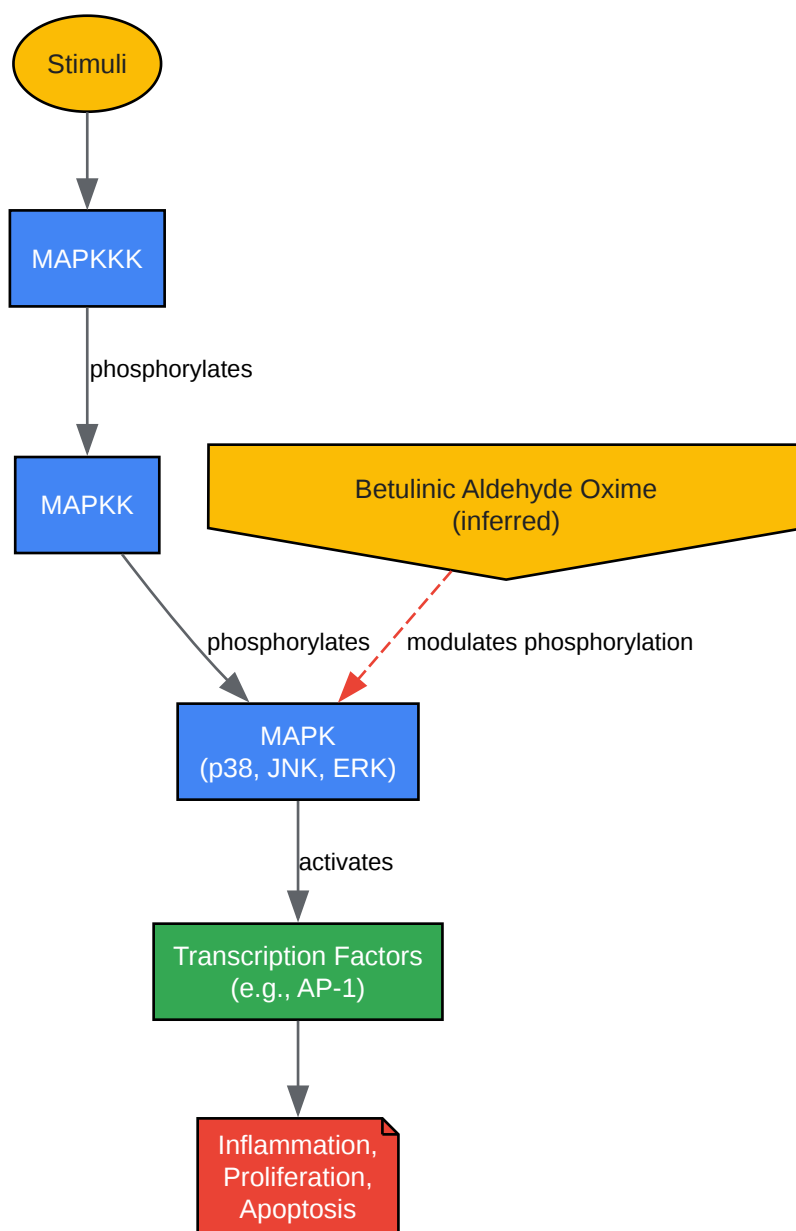 Stimuli
MAPKKK
phosphorylates
MAPKK
Betulinic Aldehyde Oxime
(inferred)
phosphorylates
modulates phosphorylation
MAPK
(p38, JNK, ERK)
activates
Transcription Factors
(e.g., AP-1)
Inflammation,
Proliferation,
Apoptosis